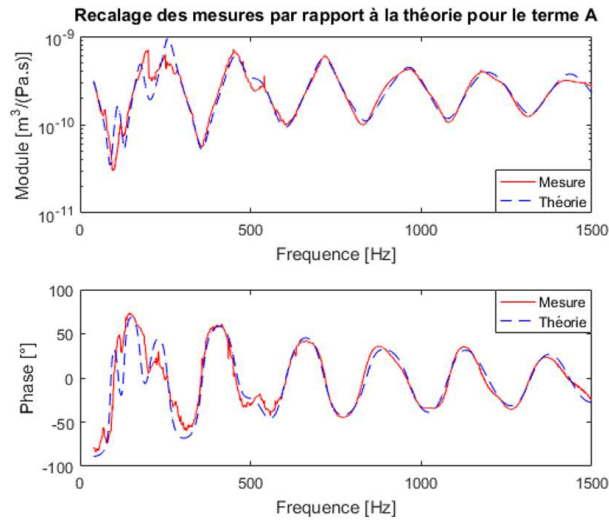 Recalage des mesures par rapport à la théorie pour le terme A
Module [m³/(Pa.s)]
10⁻⁹
10⁻¹⁰
10⁻¹¹
Mesure
Théorie
0 500 1000 1500
Frequence [Hz]
Phase [°]
100
50
0
-50
-100
Mesure
Théorie
0 500 1000 1500
Frequence [Hz]